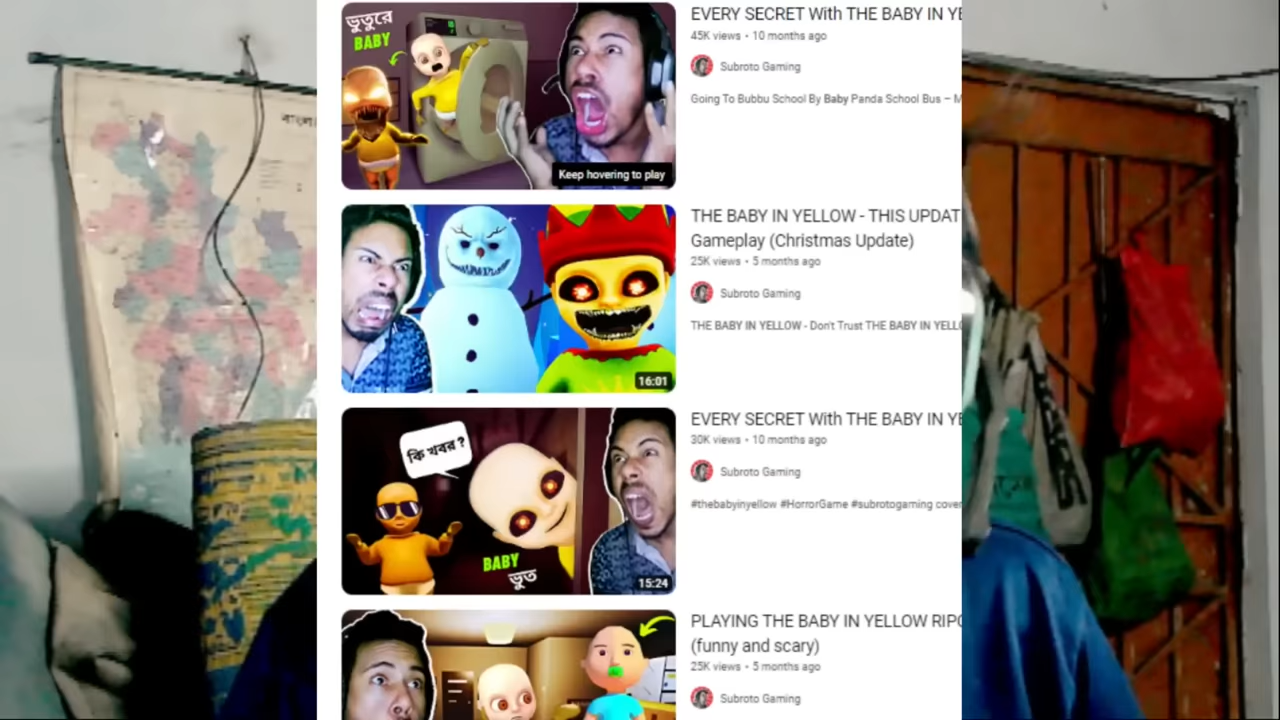 বাংলা
ভুতুরে
BABY
Keep hovering to play
EVERY SECRET With THE BABY IN YE
45K views • 10 months ago
Subroto Gaming
Going To Bubbu School By Baby Panda School Bus – M
16:01
THE BABY IN YELLOW - THIS UPDAT
Gameplay (Christmas Update)
25K views • 5 months ago
Subroto Gaming
THE BABY IN YELLOW - Don't Trust THE BABY IN YELLO
কি খবর ?
BABY
ভুত
15:24
EVERY SECRET With THE BABY IN YE
30K views • 10 months ago
Subroto Gaming
#thebabyinyellow #HorrorGame #subrotogaming cover
PLAYING THE BABY IN YELLOW RIPO
(funny and scary)
25K views • 5 months ago
Subroto Gaming